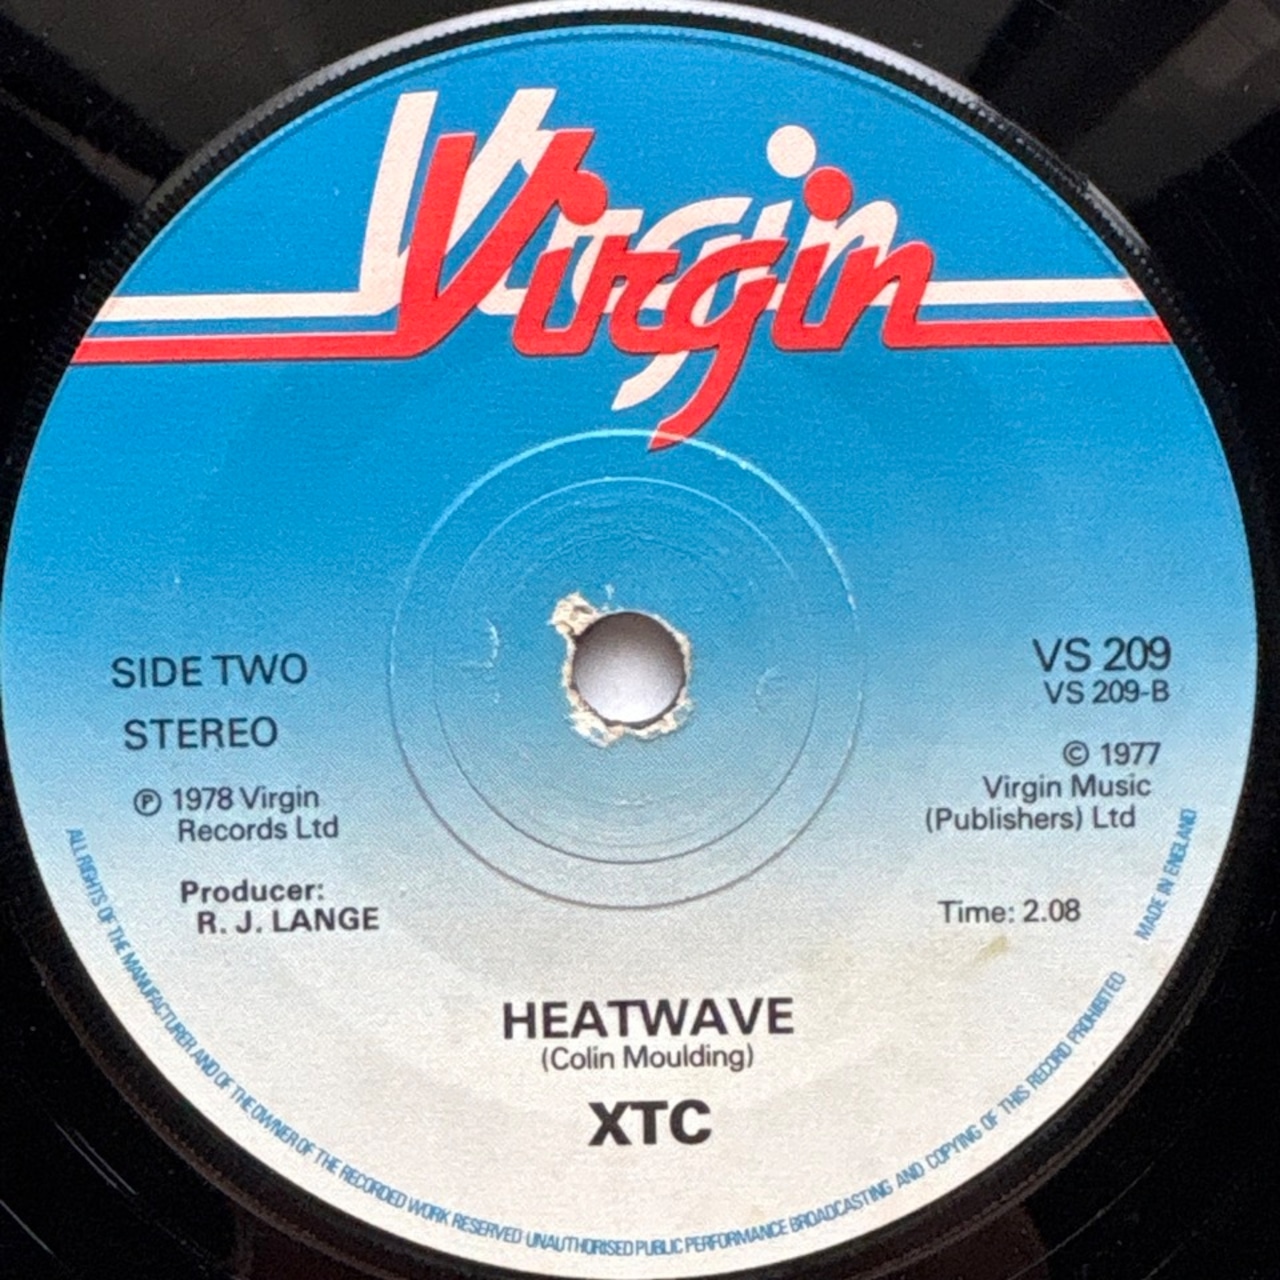 Virgin
SIDE TWO
STEREO
℗ 1978 Virgin
Records Ltd
Producer:
R. J. LANGE
VS 209
VS 209-B
© 1977
Virgin Music
(Publishers) Ltd
Time: 2.08
HEATWAVE
(Colin Moulding)
XTC
ALL RIGHTS OF THE MANUFACTURER AND OF THE OWNER OF THE RECORDED WORK RESERVED UNAUTHORISED PUBLIC PERFORMANCE BROADCASTING AND COPYING OF THIS RECORD PROHIBITED
MADE IN ENGLAND